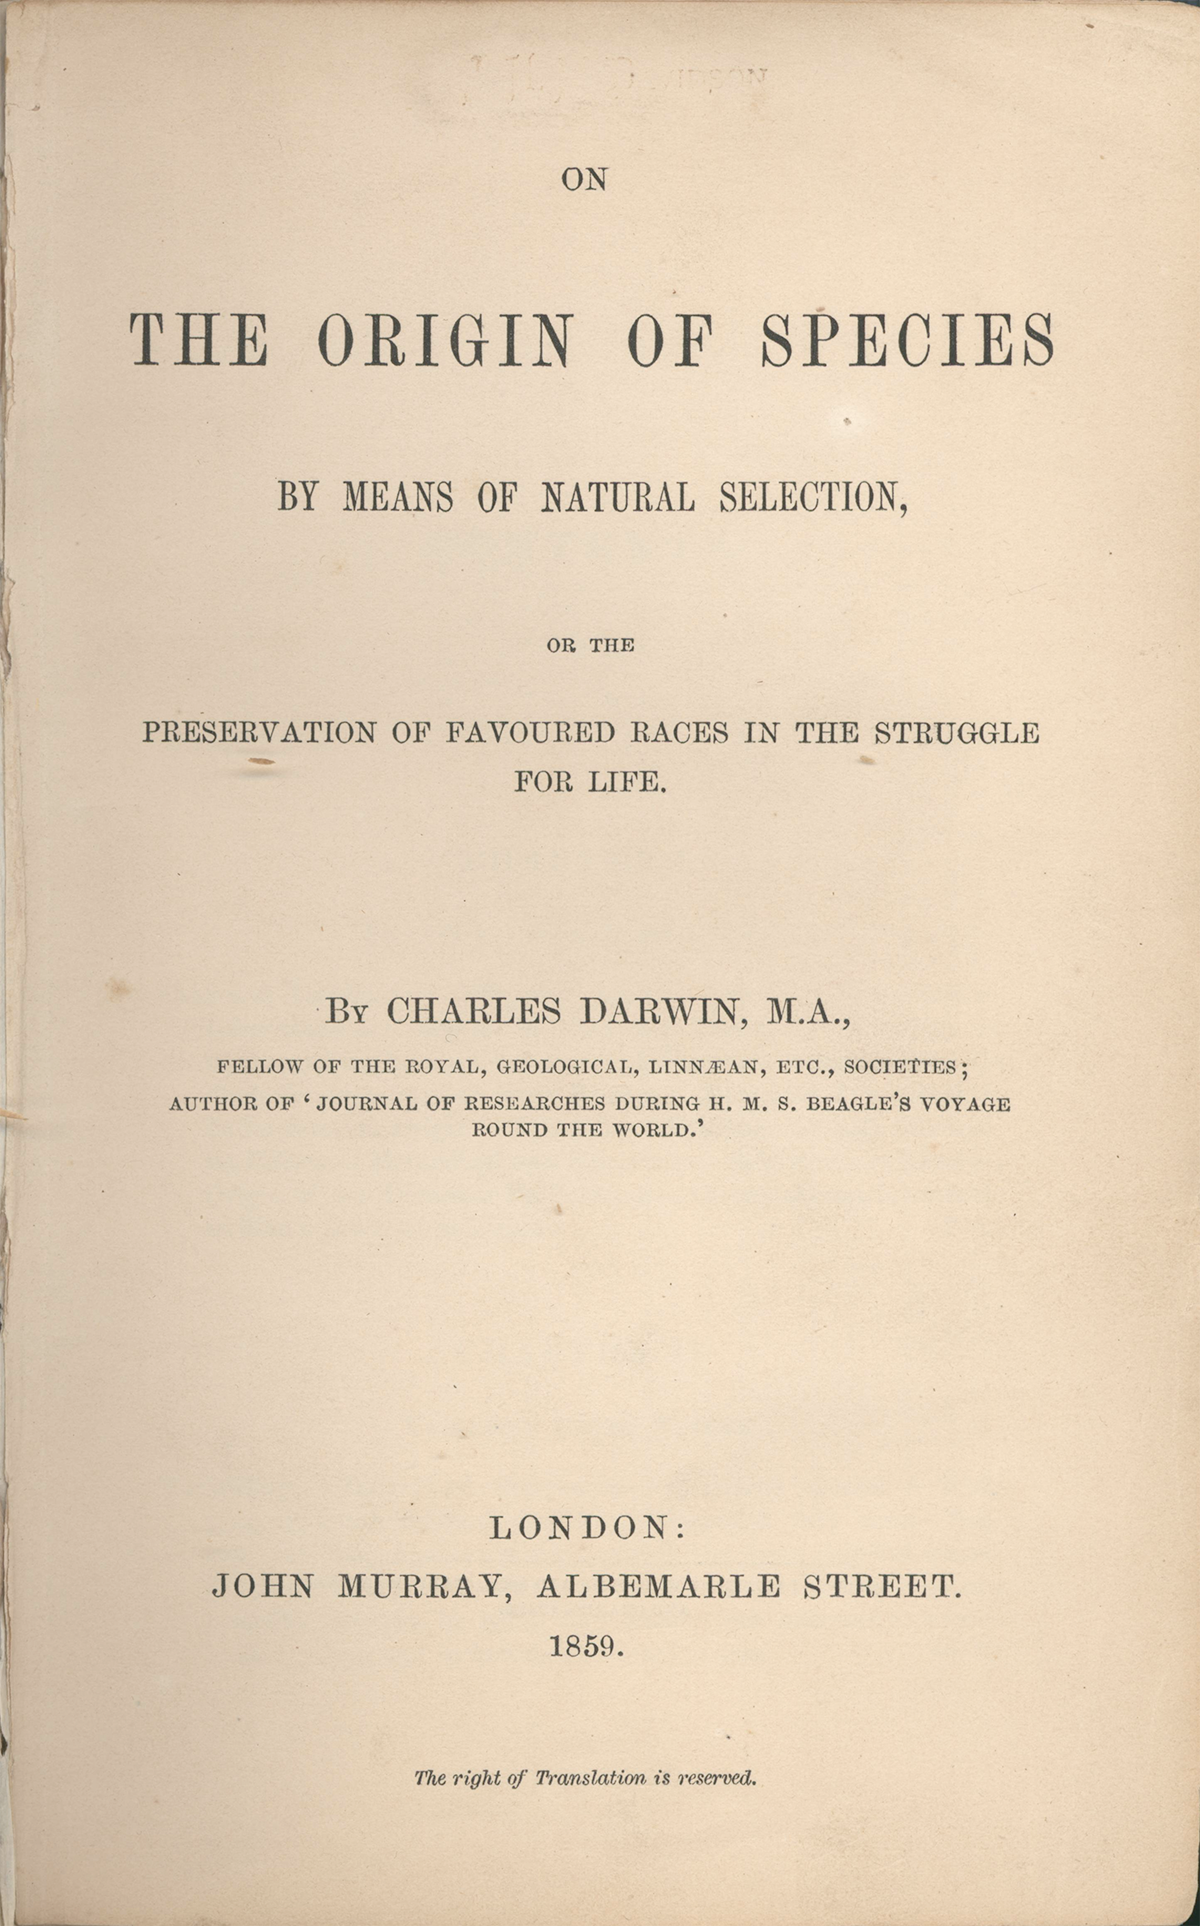 ON
THE ORIGIN OF SPECIES
BY MEANS OF NATURAL SELECTION,
OR THE
PRESERVATION OF FAVOURED RACES IN THE STRUGGLE
FOR LIFE.
By CHARLES DARWIN, M.A.,
FELLOW OF THE ROYAL, GEOLOGICAL, LINNÆAN, ETC., SOCIETIES;
AUTHOR OF ‘JOURNAL OF RESEARCHES DURING H. M. S. BEAGLE’S VOYAGE
ROUND THE WORLD.’
LONDON:
JOHN MURRAY, ALBEMARLE STREET.
1859.
The right of Translation is reserved.